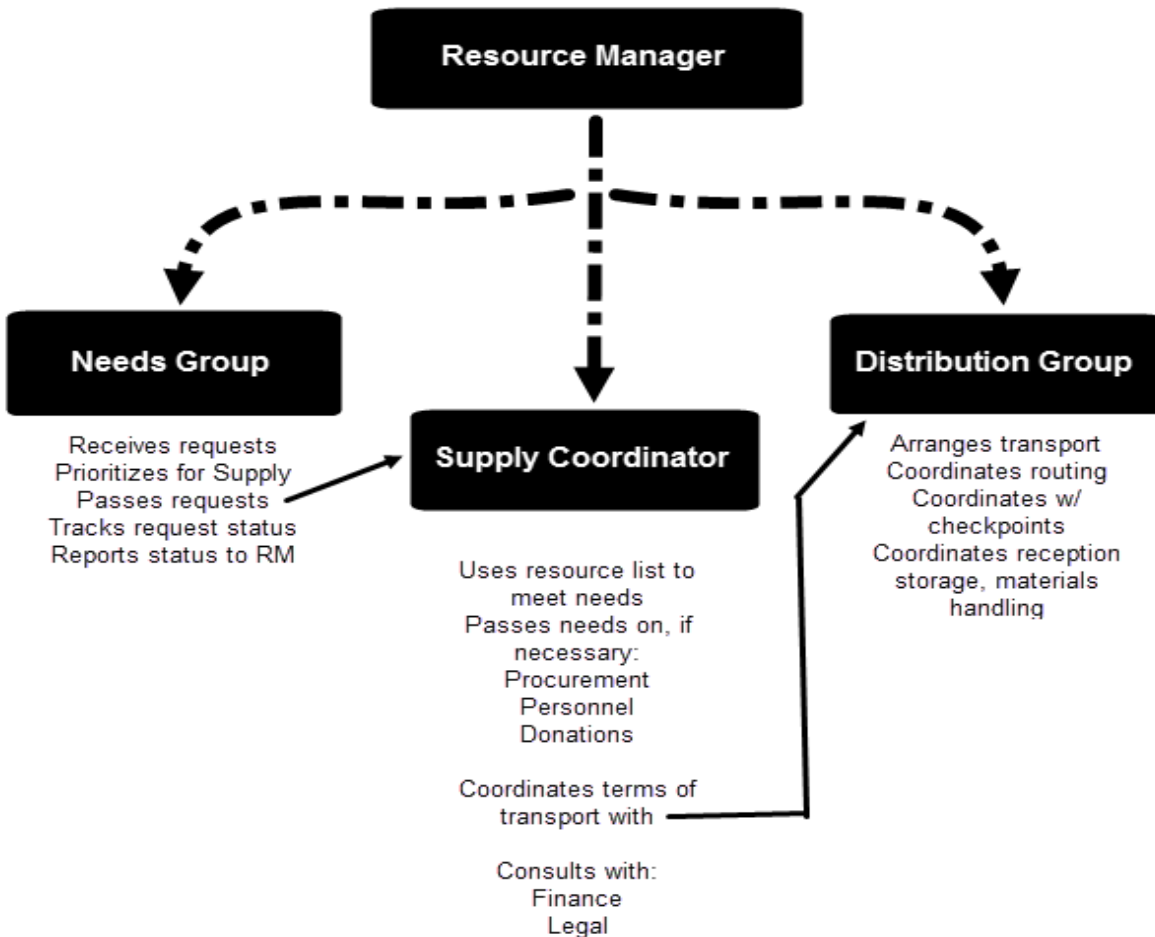 Resource Manager
Needs Group
Receives requests
Prioritizes for Supply
Passes requests
Tracks request status
Reports status to RM
Supply Coordinator
Uses resource list to
meet needs
Passes needs on, if
necessary:
Procurement
Personnel
Donations
Coordinates terms of
transport with
Consults with:
Finance
Legal
Distribution Group
Arranges transport
Coordinates routing
Coordinates w/
checkpoints
Coordinates reception
storage, materials
handling